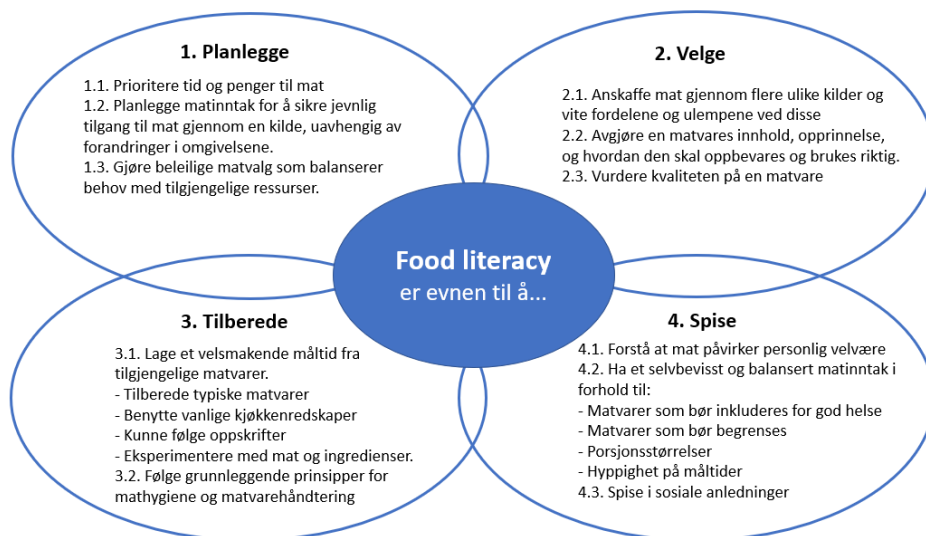 1. Planlegge
1.1. Prioritere tid og penger til mat
1.2. Planlegge matinntak for å sikre jevnlig
tilgang til mat gjennom en kilde, uavhengig av
forandringer i omgivelsene.
1.3. Gjøre beleilige matvalg som balanserer
behov med tilgjengelige ressurser.
2. Velge
2.1. Anskaffe mat gjennom flere ulike kilder og
vite fordelene og ulempene ved disse
2.2. Avgjøre en matvares innhold, opprinnelse,
og hvordan den skal oppbevares og brukes riktig.
2.3. Vurdere kvaliteten på en matvare
Food literacy
er evnen til å...
3. Tilberede
3.1. Lage et velsmakende måltid fra
tilgjengelige matvarer.
- Tilberede typiske matvarer
- Benytte vanlige kjøkkenredskaper
- Kunne følge oppskrifter
- Eksperimentere med mat og ingredienser.
3.2. Følge grunnleggende prinsipper for
mathygiene og matvarehåndtering
4. Spise
4.1. Forstå at mat påvirker personlig velvære
4.2. Ha et selvbevisst og balansert matinntak i
forhold til:
- Matvarer som bør inkluderes for god helse
- Matvarer som bør begrenses
- Porsjonsstørrelser
- Hyppighet på måltider
4.3. Spise i sosiale anledninger